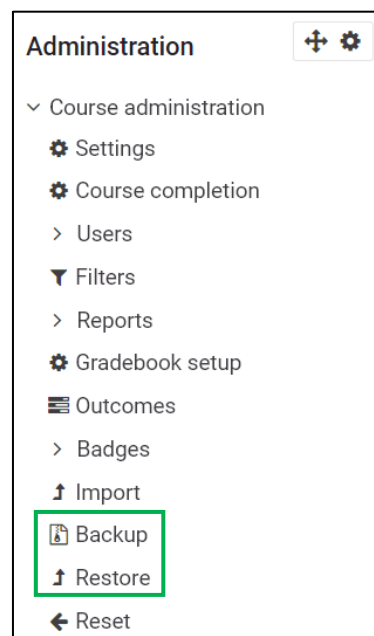 Administration
Course administration
Settings
Course completion
Users
Filters
Reports
Gradebook setup
Outcomes
Badges
Import
Backup
Restore
Reset